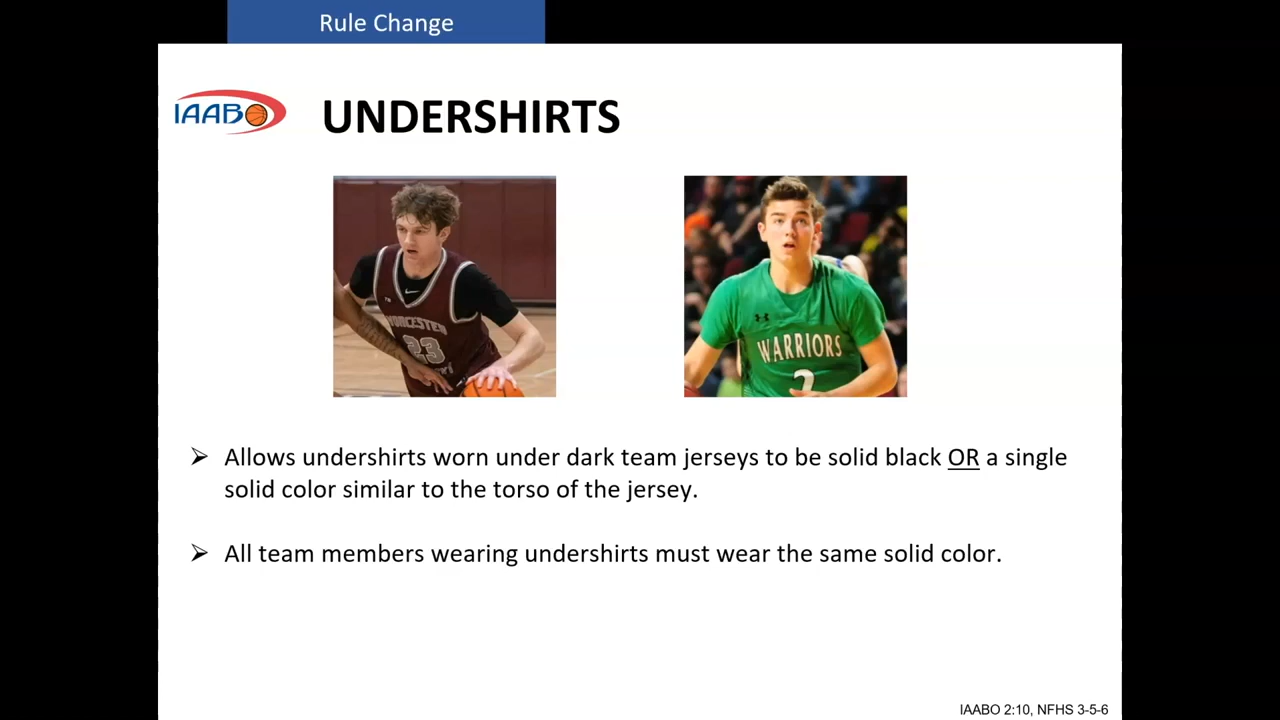 Rule Change
IAABO
UNDERSHIRTS
WORCESTER
23
WARRIORS
2
➢ Allows undershirts worn under dark team jerseys to be solid black OR a single
solid color similar to the torso of the jersey.
➢ All team members wearing undershirts must wear the same solid color.
IAABO 2:10, NFHS 3-5-6